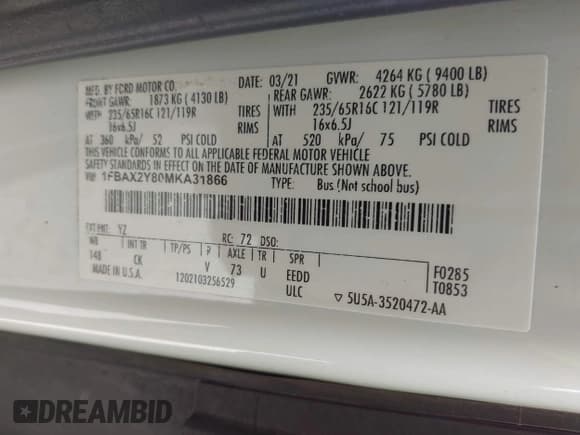 MFG. BY FORD MOTOR CO. 03/21 GVWR: 4264 KG ( 9400 LB)
FRONT GAWR: 1873 KG ( 4130 LB) REAR GAWR: 2622 KG ( 5780 LB)
WITH 235/65R16C 121/119R TIRES WITH 235/65R16C 121/119R TIRES
16x6.5J RIMS 16x6.5J RIMS
AT 360 kPa/ 52 PSI COLD AT 520 kPa/ 75 PSI COLD
THIS VEHICLE CONFORMS TO ALL APPLICABLE FEDERAL MOTOR VEHICLE
SAFETY STANDARDS IN EFFECT ON THE DATE OF MANUFACTURE SHOWN ABOVE.
VIN: 1FBAX2Y80MKA31866 TYPE: Bus (Not school bus)
EXT PNT: YZ RC: 72 DSO:
WB INT TR TP/PS R AXLE TR SPR
148 CK V 73 U EEDD F0285
MADE IN U.S.A. 1202103256529 ULC T0853
▽ 5U5A-3520472-AA
DREAMBID